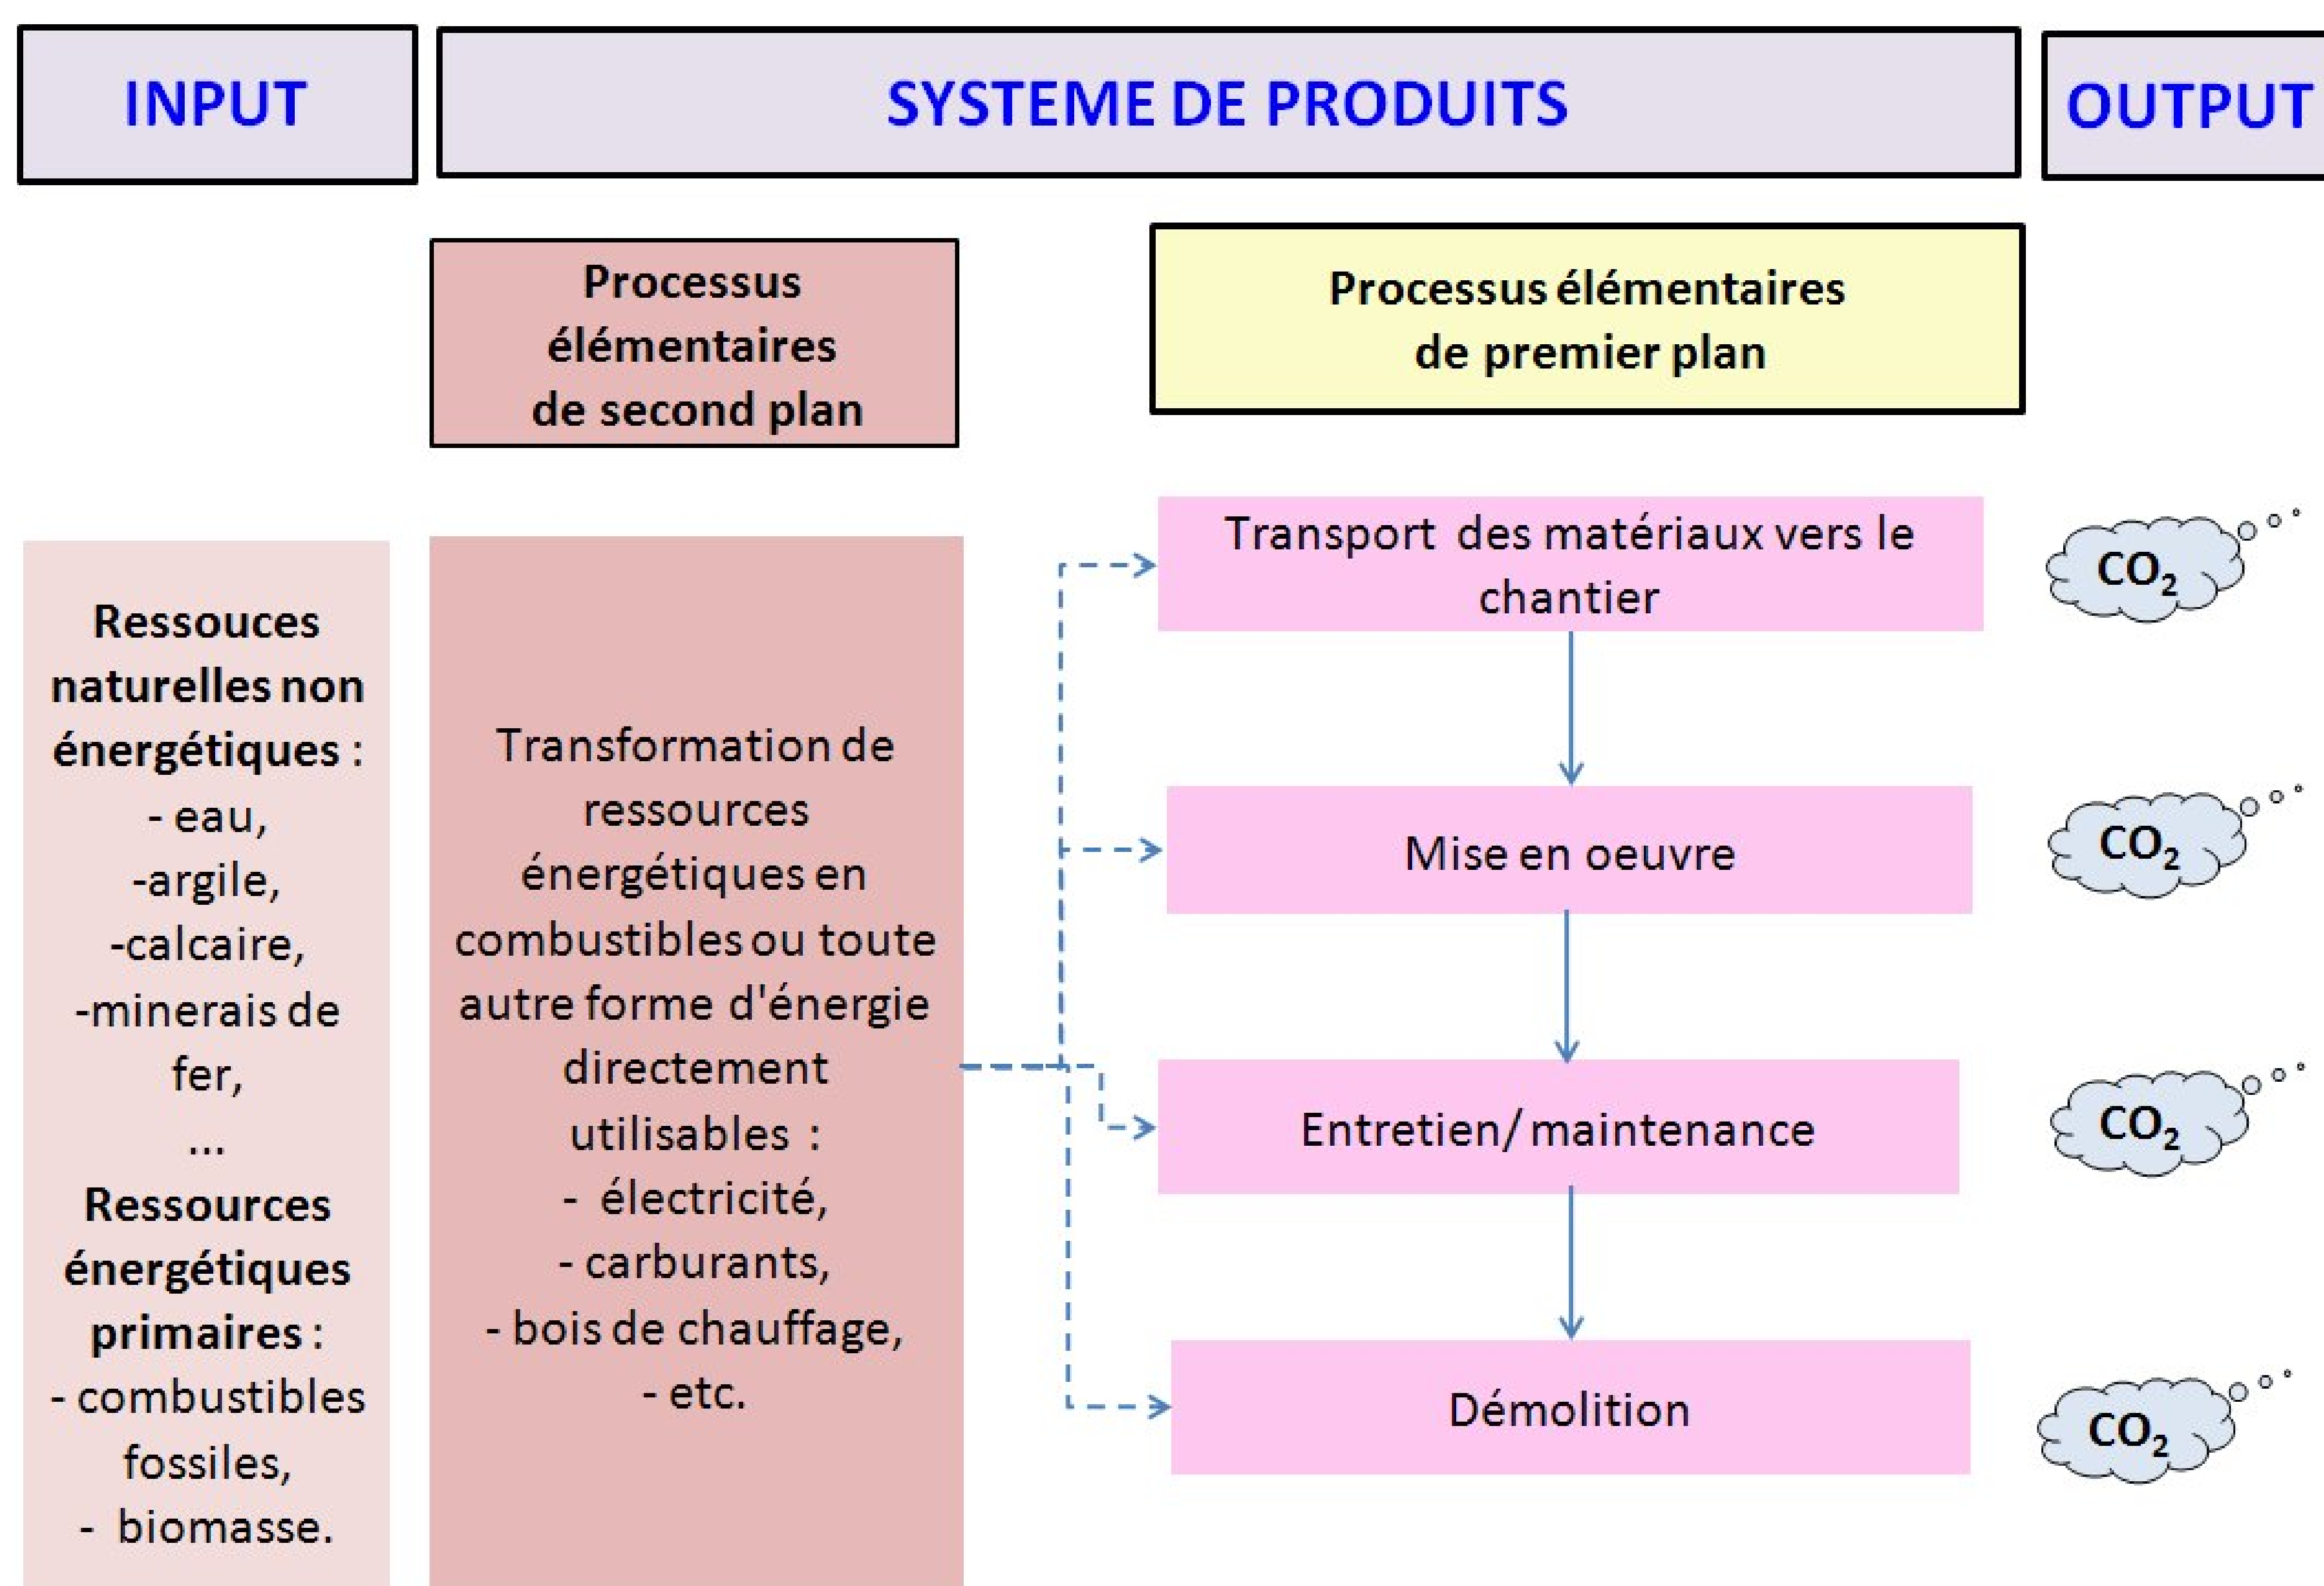 INPUT
SYSTEME DE PRODUITS
OUTPUT
Processus
élémentaires
de second plan
Processus élémentaires
de premier plan
Ressouces
naturelles non
énergétiques :
- eau,
-argile,
-calcaire,
-minerais de
fer,
...
Ressources
énergétiques
primaires :
- combustibles
fossiles,
- biomasse.
Transformation de
ressources
énergétiques en
combustibles ou toute
autre forme d'énergie
directement
utilisables :
- électricité,
- carburants,
- bois de chauffage,
- etc.
Transport des matériaux vers le
chantier
CO₂
Mise en oeuvre
CO₂
Entretien/ maintenance
CO₂
Démolition
CO₂